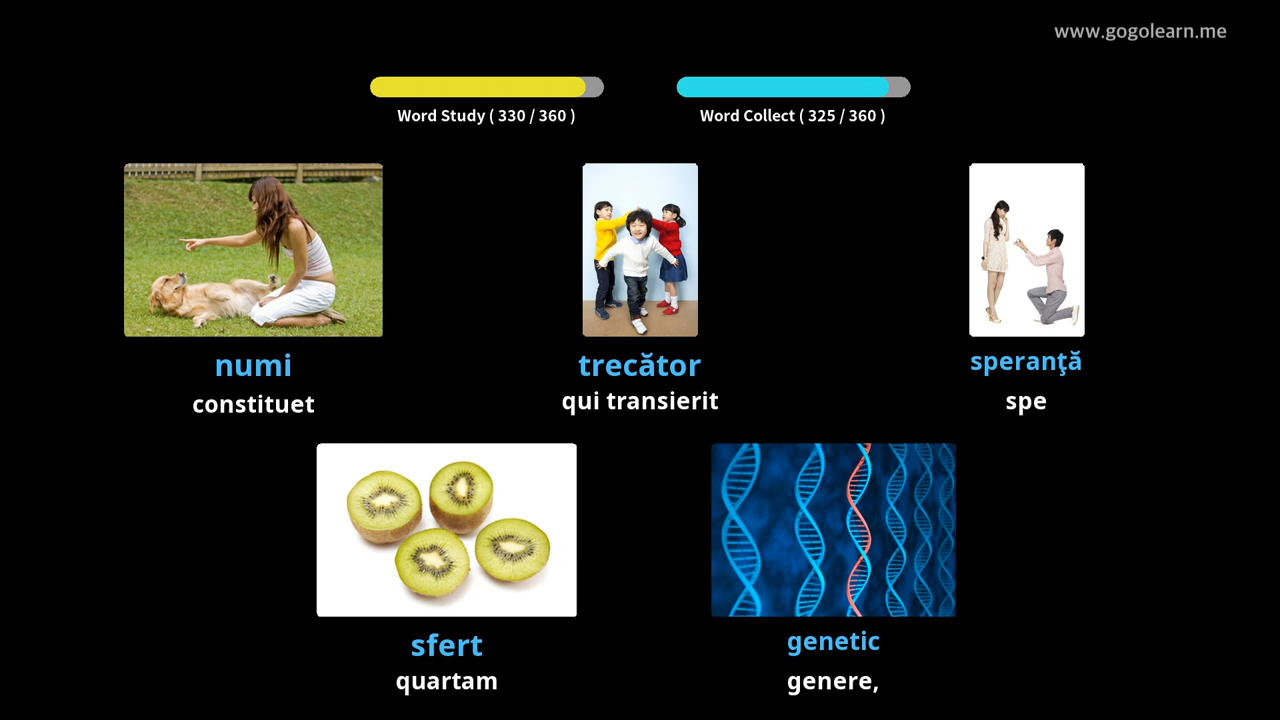 www.gogolearn.me
Word Study ( 330 / 360 )
Word Collect ( 325 / 360 )
numi
constituet
trecător
qui transierit
speranţă
spe
sfert
quartam
genetic
genere,